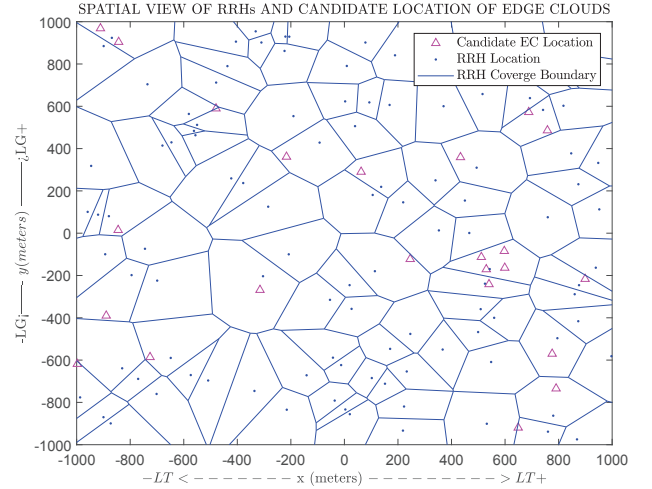 SPATIAL VIEW OF RRHs AND CANDIDATE LOCATION OF EDGE CLOUDS
Candidate EC Location
RRH Location
RRH Coverge Boundary
1000
800
600
400
200
0
-200
-400
-600
-800
-1000
-LG¡—— y(meters) ——¿LG+
-1000 -800 -600 -400 -200 0 200 400 600 800 1000
−LT < − − − − − − − x (meters) − − − − − − − − − > LT+